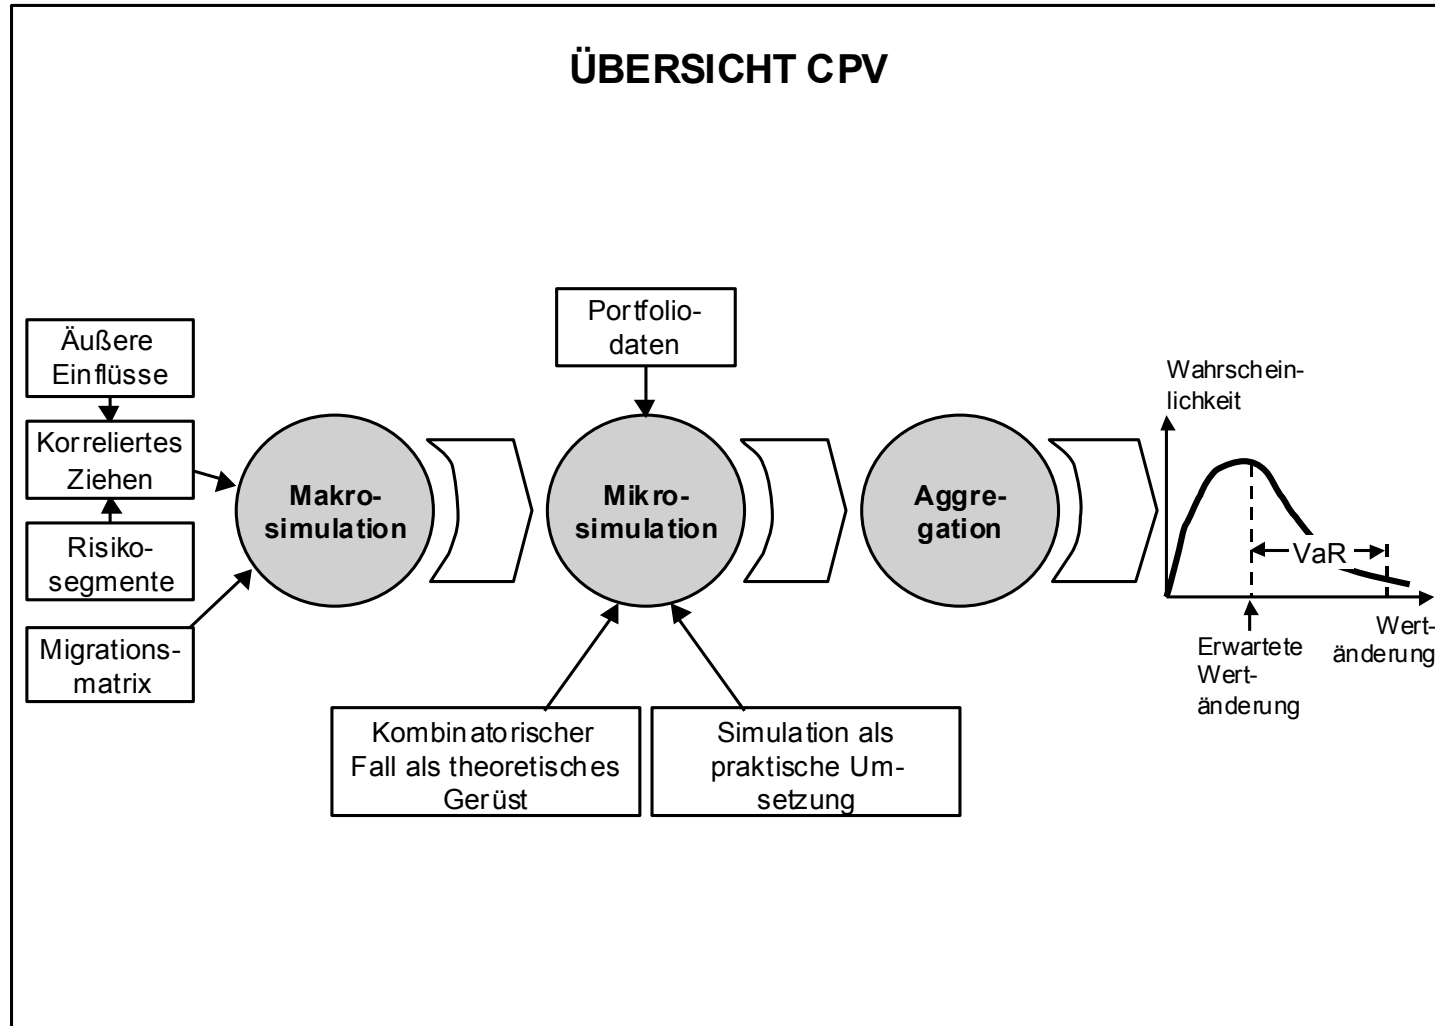 ÜBERSICHT CPV
Äußere
Einflüsse
Korreliertes
Ziehen
Risiko-
segmente
Migrations-
matrix
Makro-
simulation
Portfolio-
daten
Mikro-
simulation
Kombinatorischer
Fall als theoretisches
Gerüst
Simulation als
praktische Um-
setzung
Aggre-
gation
Wahrschein-
lichkeit
VaR
Erwartete
Wert-
änderung
Wert-
änderung